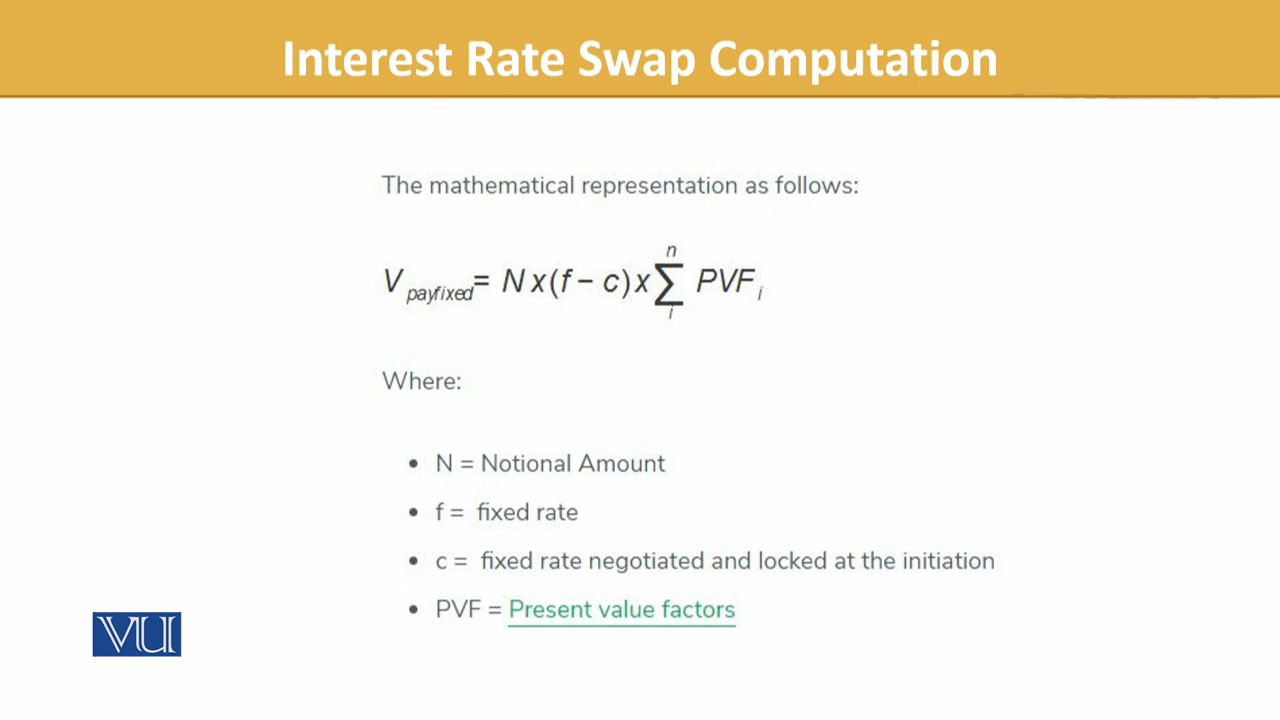 Interest Rate Swap Computation
The mathematical representation as follows:
V payfixed = N x (f − c) x ∑ n i PVF i
Where:
• N = Notional Amount
• f = fixed rate
• c = fixed rate negotiated and locked at the initiation
• PVF = Present value factors
VU